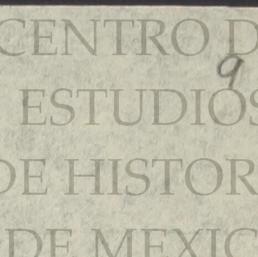 CENTRO D
9
ESTUDIOS
DE HISTOR
DE MEXIC